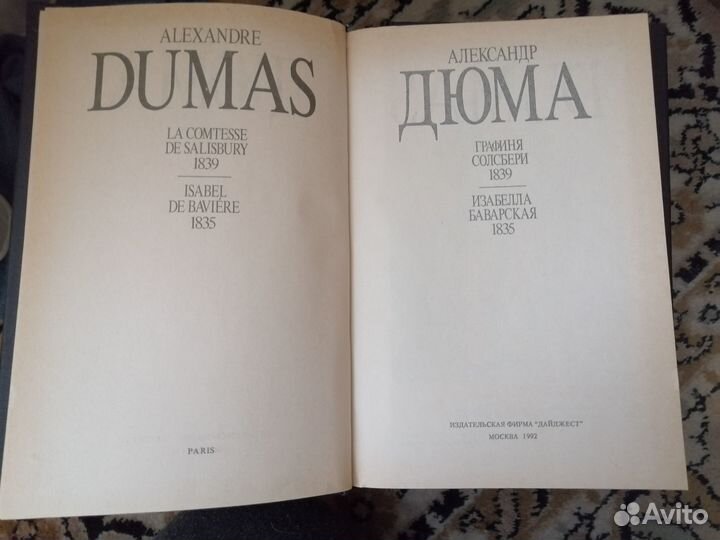 ALEXANDRE
DUMAS
LA COMTESSE
DE SALISBURY
1839
ISABEL
DE BAVIÉRE
1835
PARIS
АЛЕКСАНДР
ДЮМА
ГРАФИНЯ
СОЛСБЕРИ
1839
ИЗАБЕЛЛА
БАВАРСКАЯ
1835
ИЗДАТЕЛЬСКАЯ ФИРМА "ДАЙДЖЕСТ"
МОСКВА 1992
Avito